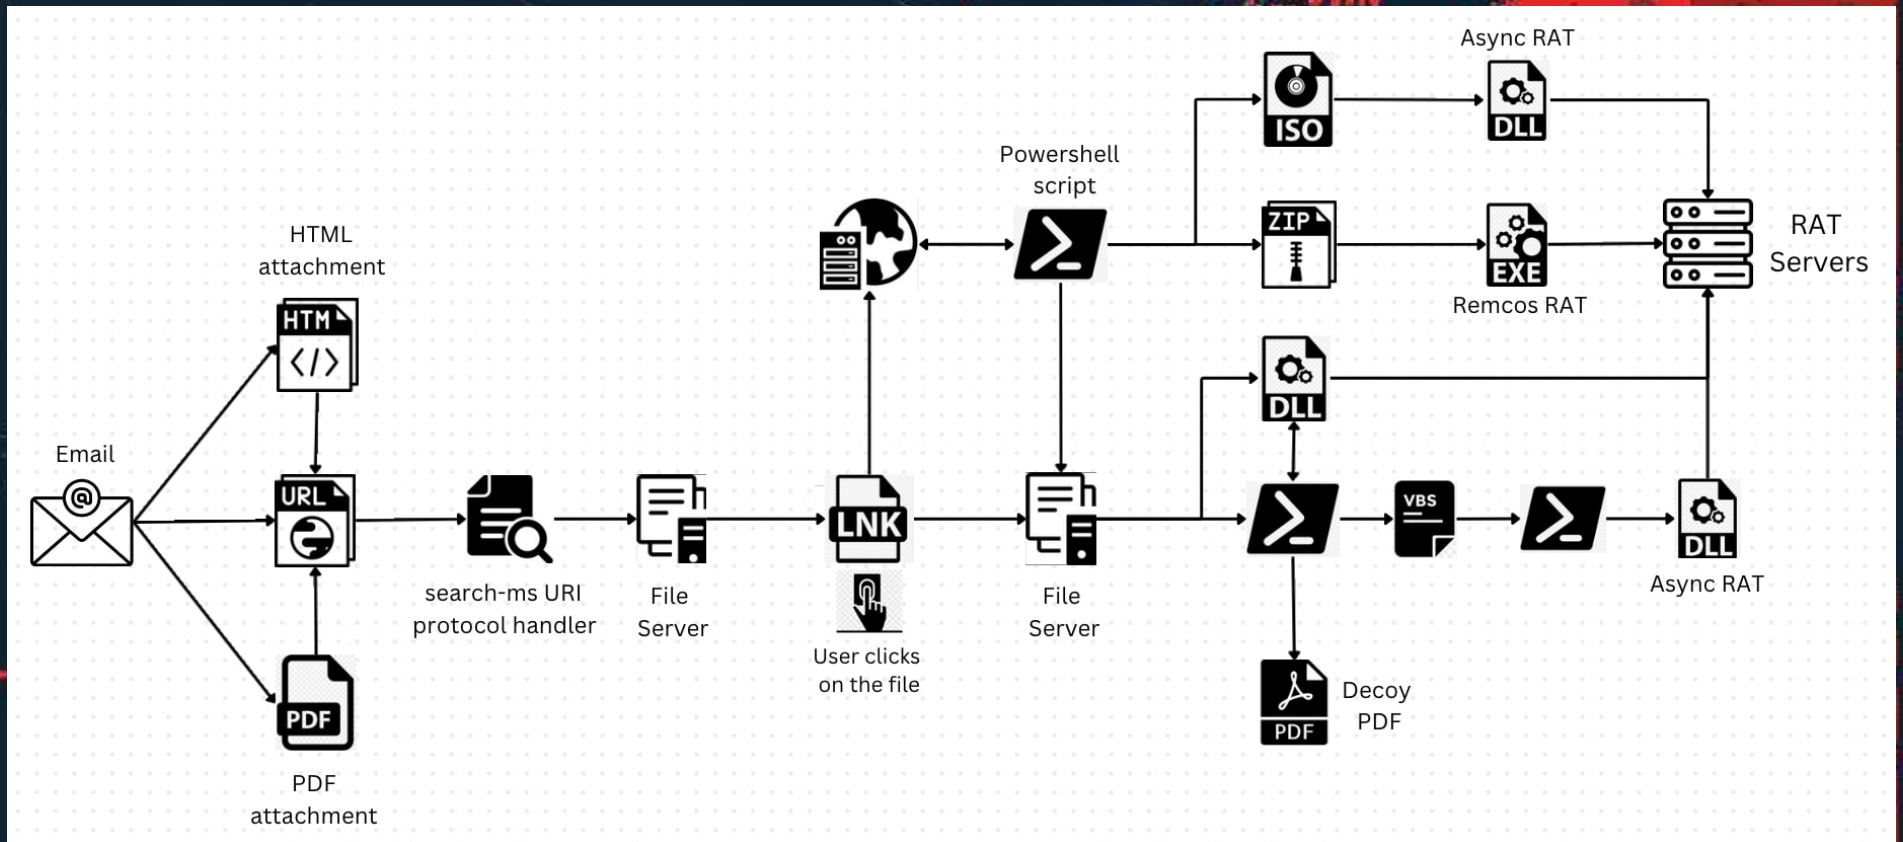 Email
@
HTML
attachment
HTM
</>
URL
PDF
PDF
attachment
search-ms URI
protocol handler
File
Server
LNK
User clicks
on the file
Powershell
script
File
Server
ISO
Async RAT
DLL
ZIP
EXE
Remcos RAT
RAT
Servers
DLL
VBS
DLL
Async RAT
PDF
Decoy
PDF